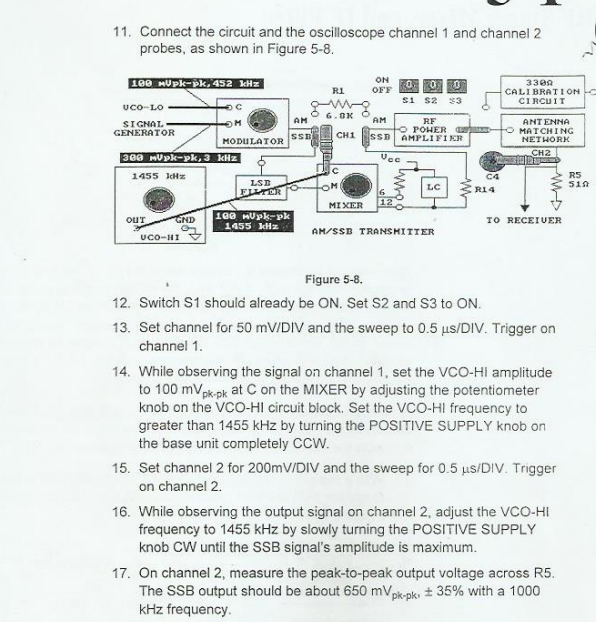 11. Connect the circuit and the oscilloscope channel 1 and channel 2
probes, as shown in Figure 5-8.
100 mVpk-pk,452 kHz
VCO-LO
C
SIGNAL
GENERATOR
M
MODULATOR
300 mVpk-pk,3 kHz
R1
6.8K
AM
SSB
CH1
AM
SSB
ON
OFF
0 0 0
S1 S2 S3
330Ω
CALIBRATION
CIRCUIT
RF
POWER
AMPLIFIER
ANTENNA
MATCHING
NETWORK
CH2
C4
R5
51Ω
TO RECEIVER
1455 kHz
OUT
GND
VCO-HI
LSB
FILTER
100 mVpk-pk
1455 kHz
C
M
MIXER
Vcc
6
12
LC
R14
AM/SSB TRANSMITTER
Figure 5-8.
12. Switch S1 should already be ON. Set S2 and S3 to ON.
13. Set channel for 50 mV/DIV and the sweep to 0.5 µs/DIV. Trigger on
channel 1.
14. While observing the signal on channel 1, set the VCO-HI amplitude
to 100 mVpk-pk at C on the MIXER by adjusting the potentiometer
knob on the VCO-HI circuit block. Set the VCO-HI frequency to
greater than 1455 kHz by turning the POSITIVE SUPPLY knob on
the base unit completely CCW.
15. Set channel 2 for 200mV/DIV and the sweep for 0.5 µs/DIV. Trigger
on channel 2.
16. While observing the output signal on channel 2, adjust the VCO-HI
frequency to 1455 kHz by slowly turning the POSITIVE SUPPLY
knob CW until the SSB signal's amplitude is maximum.
17. On channel 2, measure the peak-to-peak output voltage across R5.
The SSB output should be about 650 mVpk-pk, ± 35% with a 1000
kHz frequency.